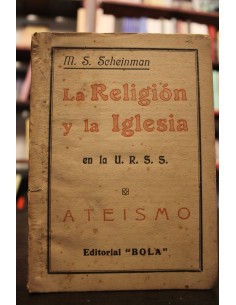 M. S. Scheinman
La Religión
y la Iglesia
en la U. R. S. S.
ATEISMO
Editorial "BOLA"